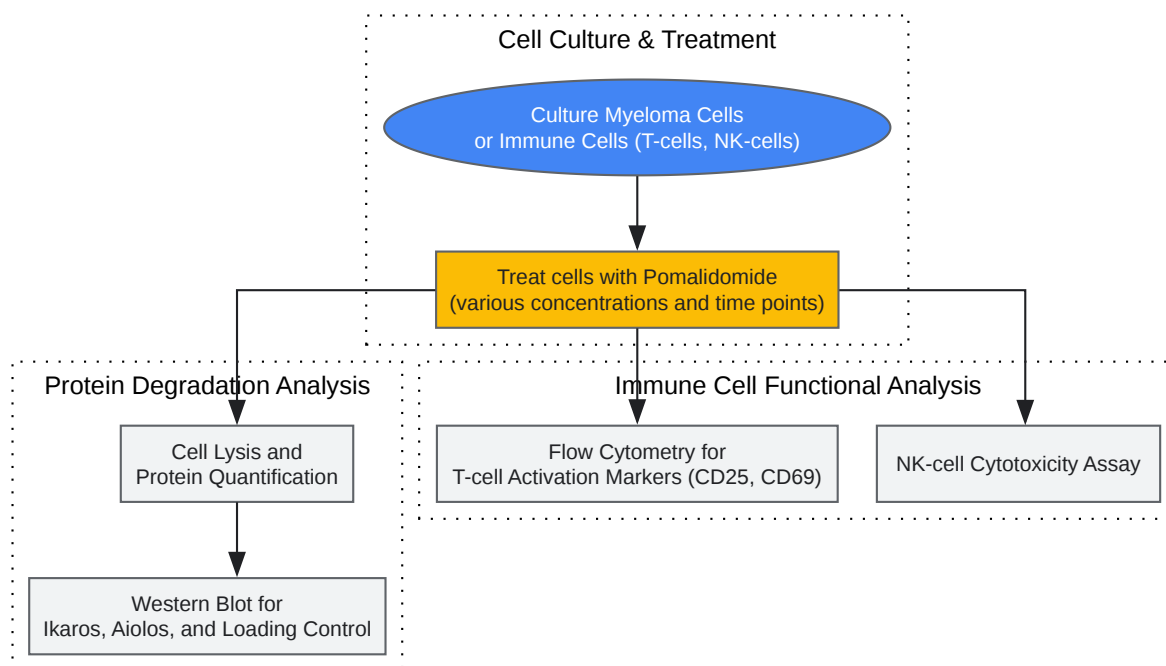 Cell Culture & Treatment
Culture Myeloma Cells
or Immune Cells (T-cells, NK-cells)
Treat cells with Pomalidomide
(various concentrations and time points)
Protein Degradation Analysis
Immune Cell Functional Analysis
Cell Lysis and
Protein Quantification
Flow Cytometry for
T-cell Activation Markers (CD25, CD69)
NK-cell Cytotoxicity Assay
Western Blot for
Ikaros, Aiolos, and Loading Control